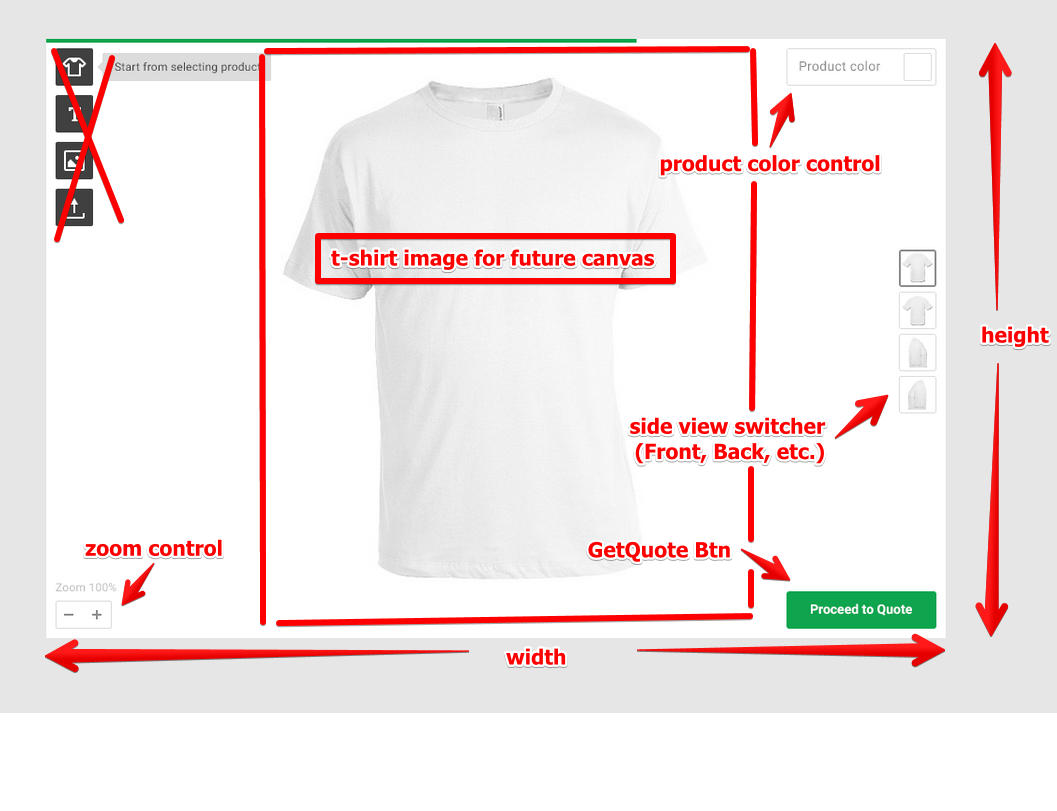 Start from selecting product
Product color
T
product color control
t-shirt image for future canvas
height
side view switcher
(Front, Back, etc.)
zoom control
GetQuote Btn
Zoom 100%
− +
Proceed to Quote
width